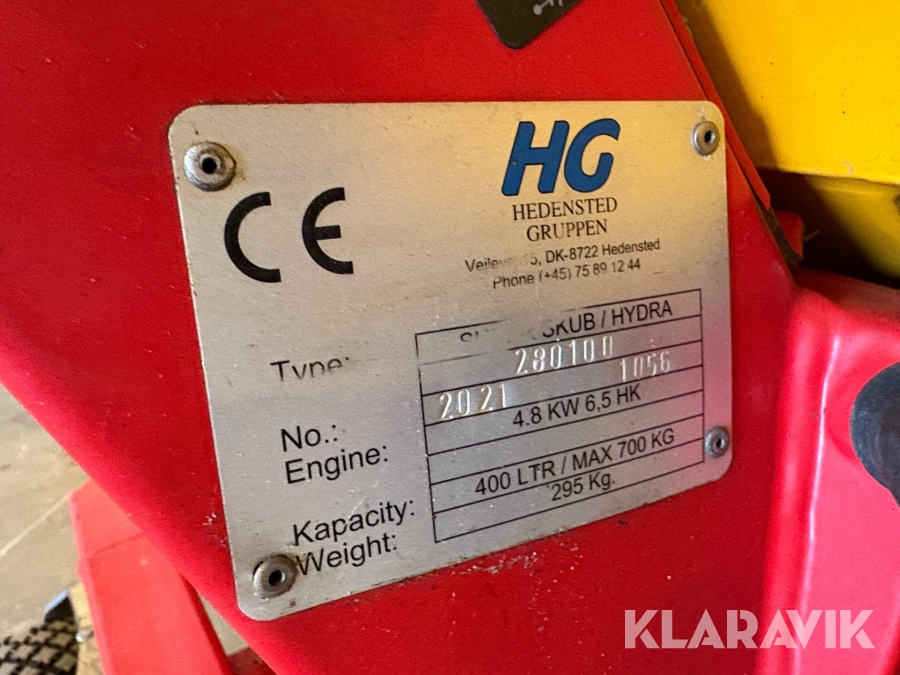 CE
HG
HEDENSTED
GRUPPEN
5, DK-8722 Hedensted
Phone (+45) 75 89 12 44
Type: SKUB / HYDRA
280100
No.: 2021 1056
Engine: 4.8 KW 6,5 HK
Kapacity: 400 LTR / MAX 700 KG
Weight: 295 Kg.
KLARAVIK